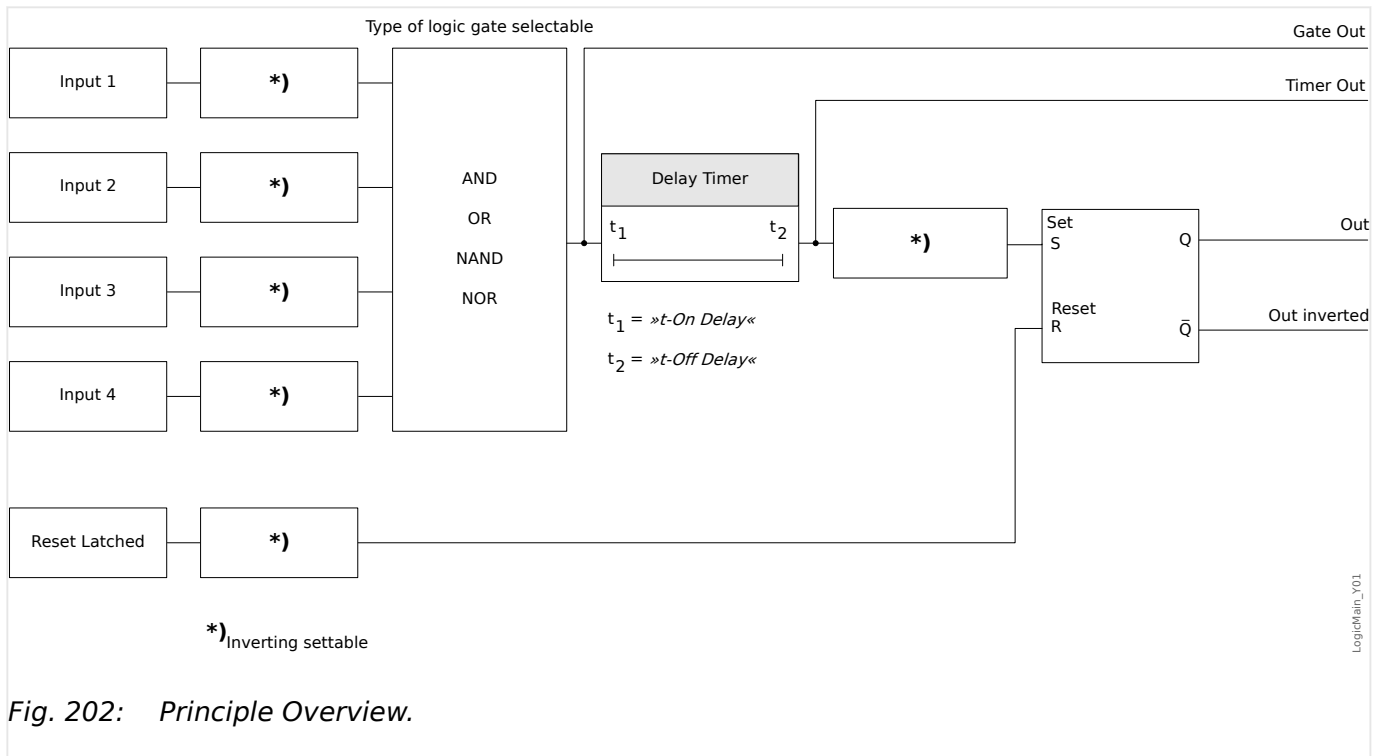 Type of logic gate selectable
Gate Out
Timer Out
Input 1
*)
Input 2
*)
Input 3
*)
Input 4
*)
AND
OR
NAND
NOR
Delay Timer
t1
t2
t1 = »t-On Delay«
t2 = »t-Off Delay«
*)
Set
S
Q
Out
Reset
R
Q̅
Out inverted
Reset Latched
*)
*)Inverting settable
LogicMain_Y01
Fig. 202: Principle Overview.